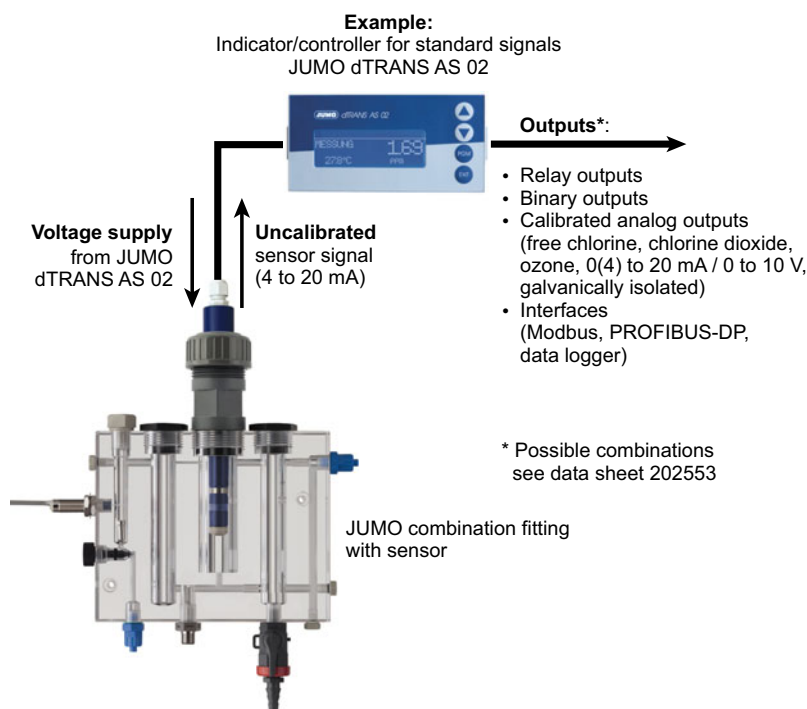 Example:
Indicator/controller for standard signals
JUMO dTRANS AS 02
JUMO dTRANS AS 02
MESSUNG 1.69
27.8°C PPM
PGM
EXIT
Outputs*:
• Relay outputs
• Binary outputs
• Calibrated analog outputs
(free chlorine, chlorine dioxide,
ozone, 0(4) to 20 mA / 0 to 10 V,
galvanically isolated)
• Interfaces
(Modbus, PROFIBUS-DP,
data logger)
Voltage supply
from JUMO
dTRANS AS 02
Uncalibrated
sensor signal
(4 to 20 mA)
* Possible combinations
see data sheet 202553
JUMO combination fitting
with sensor